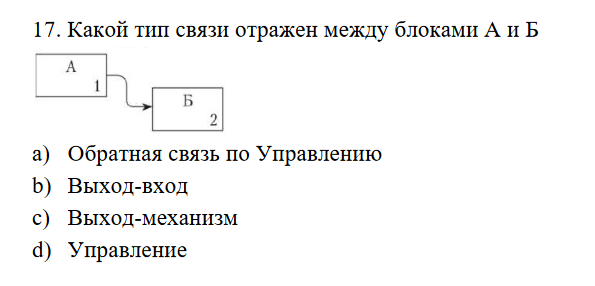 17. Какой тип связи отражен между блоками А и Б
А
1
Б
2
a) Обратная связь по Управлению
b) Выход-вход
c) Выход-механизм
d) Управление